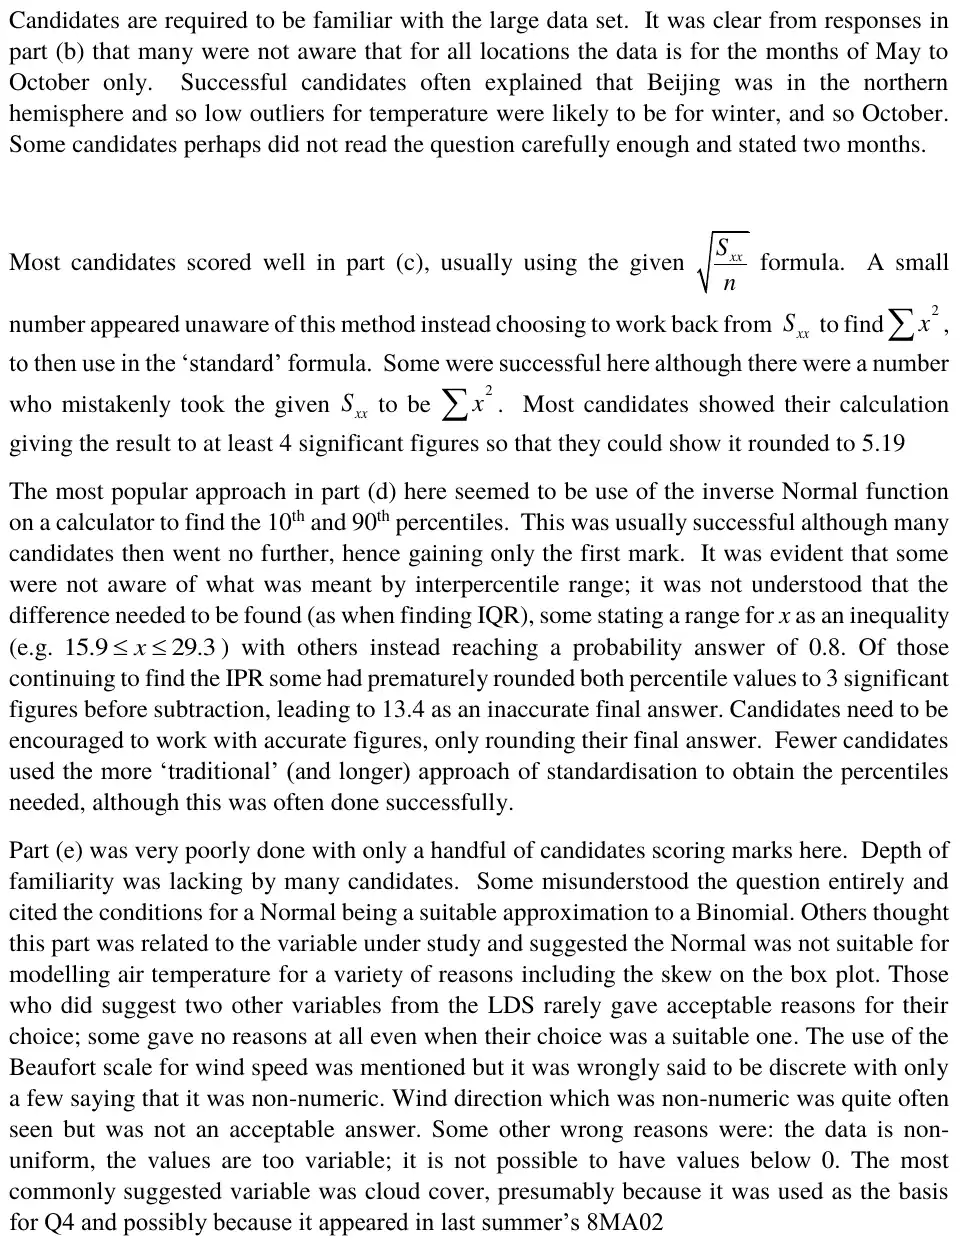 Candidates are required to be familiar with the large data set.  It was clear from responses in
part (b) that many were not aware that for all locations the data is for the months of May to
October only.  Successful candidates often explained that Beijing was in the northern
hemisphere and so low outliers for temperature were likely to be for winter, and so October.
Some candidates perhaps did not read the question carefully enough and stated two months.
Most candidates scored well in part (c), usually using the given √(S_xx/n) formula.  A small
number appeared unaware of this method instead choosing to work back from S_xx to find ∑x²,
to then use in the ‘standard’ formula.  Some were successful here although there were a number
who mistakenly took the given S_xx to be ∑x².  Most candidates showed their calculation
giving the result to at least 4 significant figures so that they could show it rounded to 5.19
The most popular approach in part (d) here seemed to be use of the inverse Normal function
on a calculator to find the 10th and 90th percentiles.  This was usually successful although many
candidates then went no further, hence gaining only the first mark.  It was evident that some
were not aware of what was meant by interpercentile range; it was not understood that the
difference needed to be found (as when finding IQR), some stating a range for x as an inequality
(e.g. 15.9 ≤ x ≤ 29.3 ) with others instead reaching a probability answer of 0.8. Of those
continuing to find the IPR some had prematurely rounded both percentile values to 3 significant
figures before subtraction, leading to 13.4 as an inaccurate final answer. Candidates need to be
encouraged to work with accurate figures, only rounding their final answer.  Fewer candidates
used the more ‘traditional’ (and longer) approach of standardisation to obtain the percentiles
needed, although this was often done successfully.
Part (e) was very poorly done with only a handful of candidates scoring marks here.  Depth of
familiarity was lacking by many candidates.  Some misunderstood the question entirely and
cited the conditions for a Normal being a suitable approximation to a Binomial. Others thought
this part was related to the variable under study and suggested the Normal was not suitable for
modelling air temperature for a variety of reasons including the skew on the box plot. Those
who did suggest two other variables from the LDS rarely gave acceptable reasons for their
choice; some gave no reasons at all even when their choice was a suitable one. The use of the
Beaufort scale for wind speed was mentioned but it was wrongly said to be discrete with only
a few saying that it was non-numeric. Wind direction which was non-numeric was quite often
seen but was not an acceptable answer. Some other wrong reasons were: the data is non-
uniform, the values are too variable; it is not possible to have values below 0. The most
commonly suggested variable was cloud cover, presumably because it was used as the basis
for Q4 and possibly because it appeared in last summer’s 8MA02